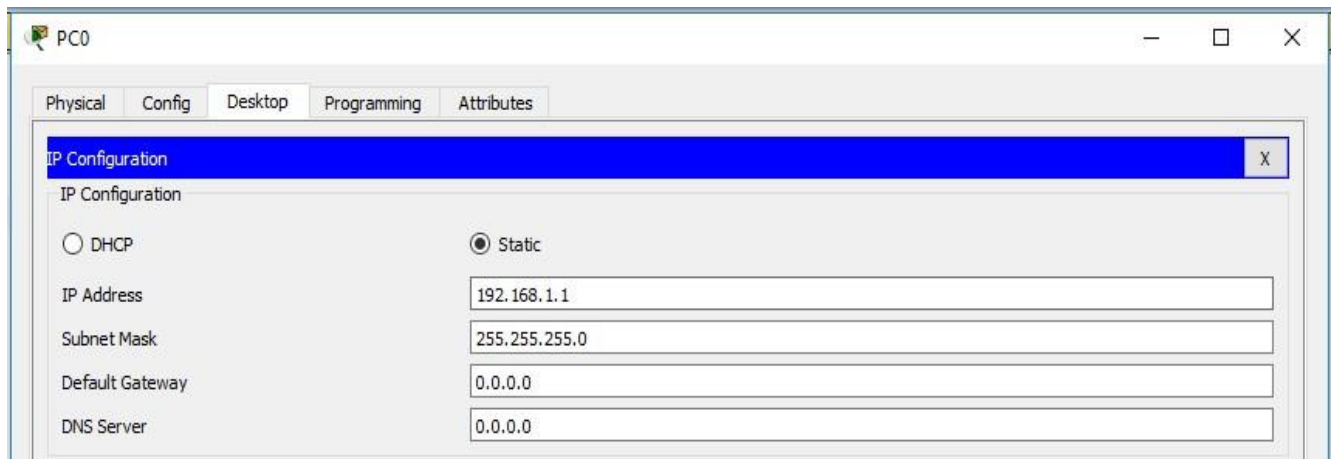 PC0
Physical Config Desktop Programming Attributes
IP Configuration X
IP Configuration
DHCP Static
IP Address 192.168.1.1
Subnet Mask 255.255.255.0
Default Gateway 0.0.0.0
DNS Server 0.0.0.0